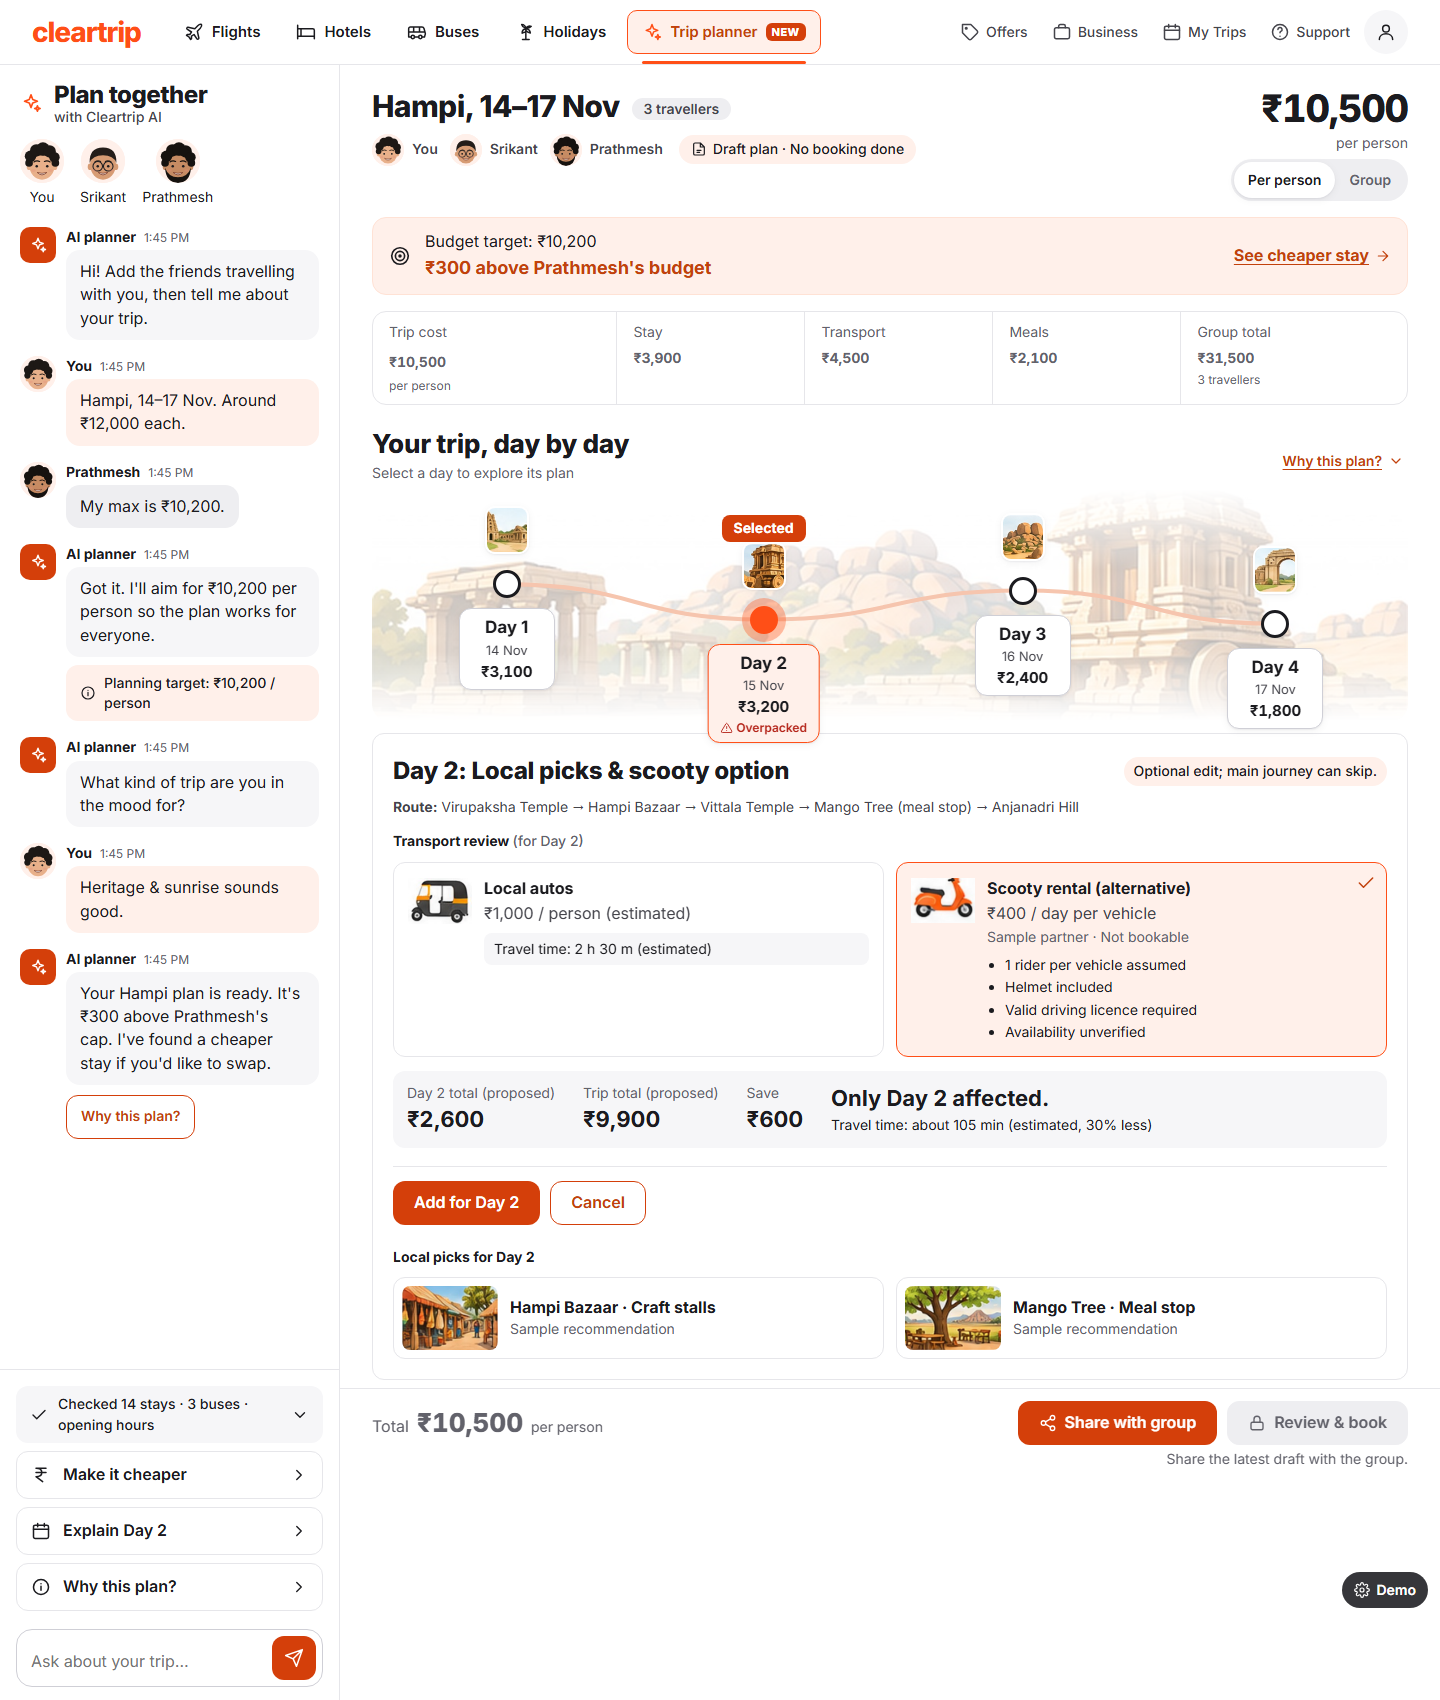 cleartrip
Flights
Hotels
Buses
Holidays
Trip planner NEW
Offers
Business
My Trips
Support
Plan together
with Cleartrip AI
You
Srikant
Prathmesh
AI planner 1:45 PM
Hi! Add the friends travelling
with you, then tell me about
your trip.
You 1:45 PM
Hampi, 14–17 Nov. Around
₹12,000 each.
Prathmesh 1:45 PM
My max is ₹10,200.
AI planner 1:45 PM
Got it. I'll aim for ₹10,200 per
person so the plan works for
everyone.
Planning target: ₹10,200 /
person
AI planner 1:45 PM
What kind of trip are you in
the mood for?
You 1:45 PM
Heritage & sunrise sounds
good.
AI planner 1:45 PM
Your Hampi plan is ready. It's
₹300 above Prathmesh's
cap. I've found a cheaper
stay if you'd like to swap.
Why this plan?
Checked 14 stays · 3 buses ·
opening hours
Make it cheaper
Explain Day 2
Why this plan?
Ask about your trip...
Hampi, 14–17 Nov
3 travellers
You
Srikant
Prathmesh
Draft plan · No booking done
₹10,500
per person
Per person
Group
Budget target: ₹10,200
₹300 above Prathmesh's budget
See cheaper stay →
Trip cost
₹10,500
per person
Stay
₹3,900
Transport
₹4,500
Meals
₹2,100
Group total
₹31,500
3 travellers
Your trip, day by day
Select a day to explore its plan
Why this plan?
Day 1
14 Nov
₹3,100
Selected
Day 2
15 Nov
₹3,200
Overpacked
Day 3
16 Nov
₹2,400
Day 4
17 Nov
₹1,800
Day 2: Local picks & scooty option
Optional edit; main journey can skip.
Route: Virupaksha Temple → Hampi Bazaar → Vittala Temple → Mango Tree (meal stop) → Anjanadri Hill
Transport review (for Day 2)
Local autos
₹1,000 / person (estimated)
Travel time: 2 h 30 m (estimated)
Scooty rental (alternative)
₹400 / day per vehicle
Sample partner · Not bookable
• 1 rider per vehicle assumed
• Helmet included
• Valid driving licence required
• Availability unverified
Day 2 total (proposed)
₹2,600
Trip total (proposed)
₹9,900
Save
₹600
Only Day 2 affected.
Travel time: about 105 min (estimated, 30% less)
Add for Day 2
Cancel
Local picks for Day 2
Hampi Bazaar · Craft stalls
Sample recommendation
Mango Tree · Meal stop
Sample recommendation
Total ₹10,500 per person
Share with group
Review & book
Share the latest draft with the group.
Demo